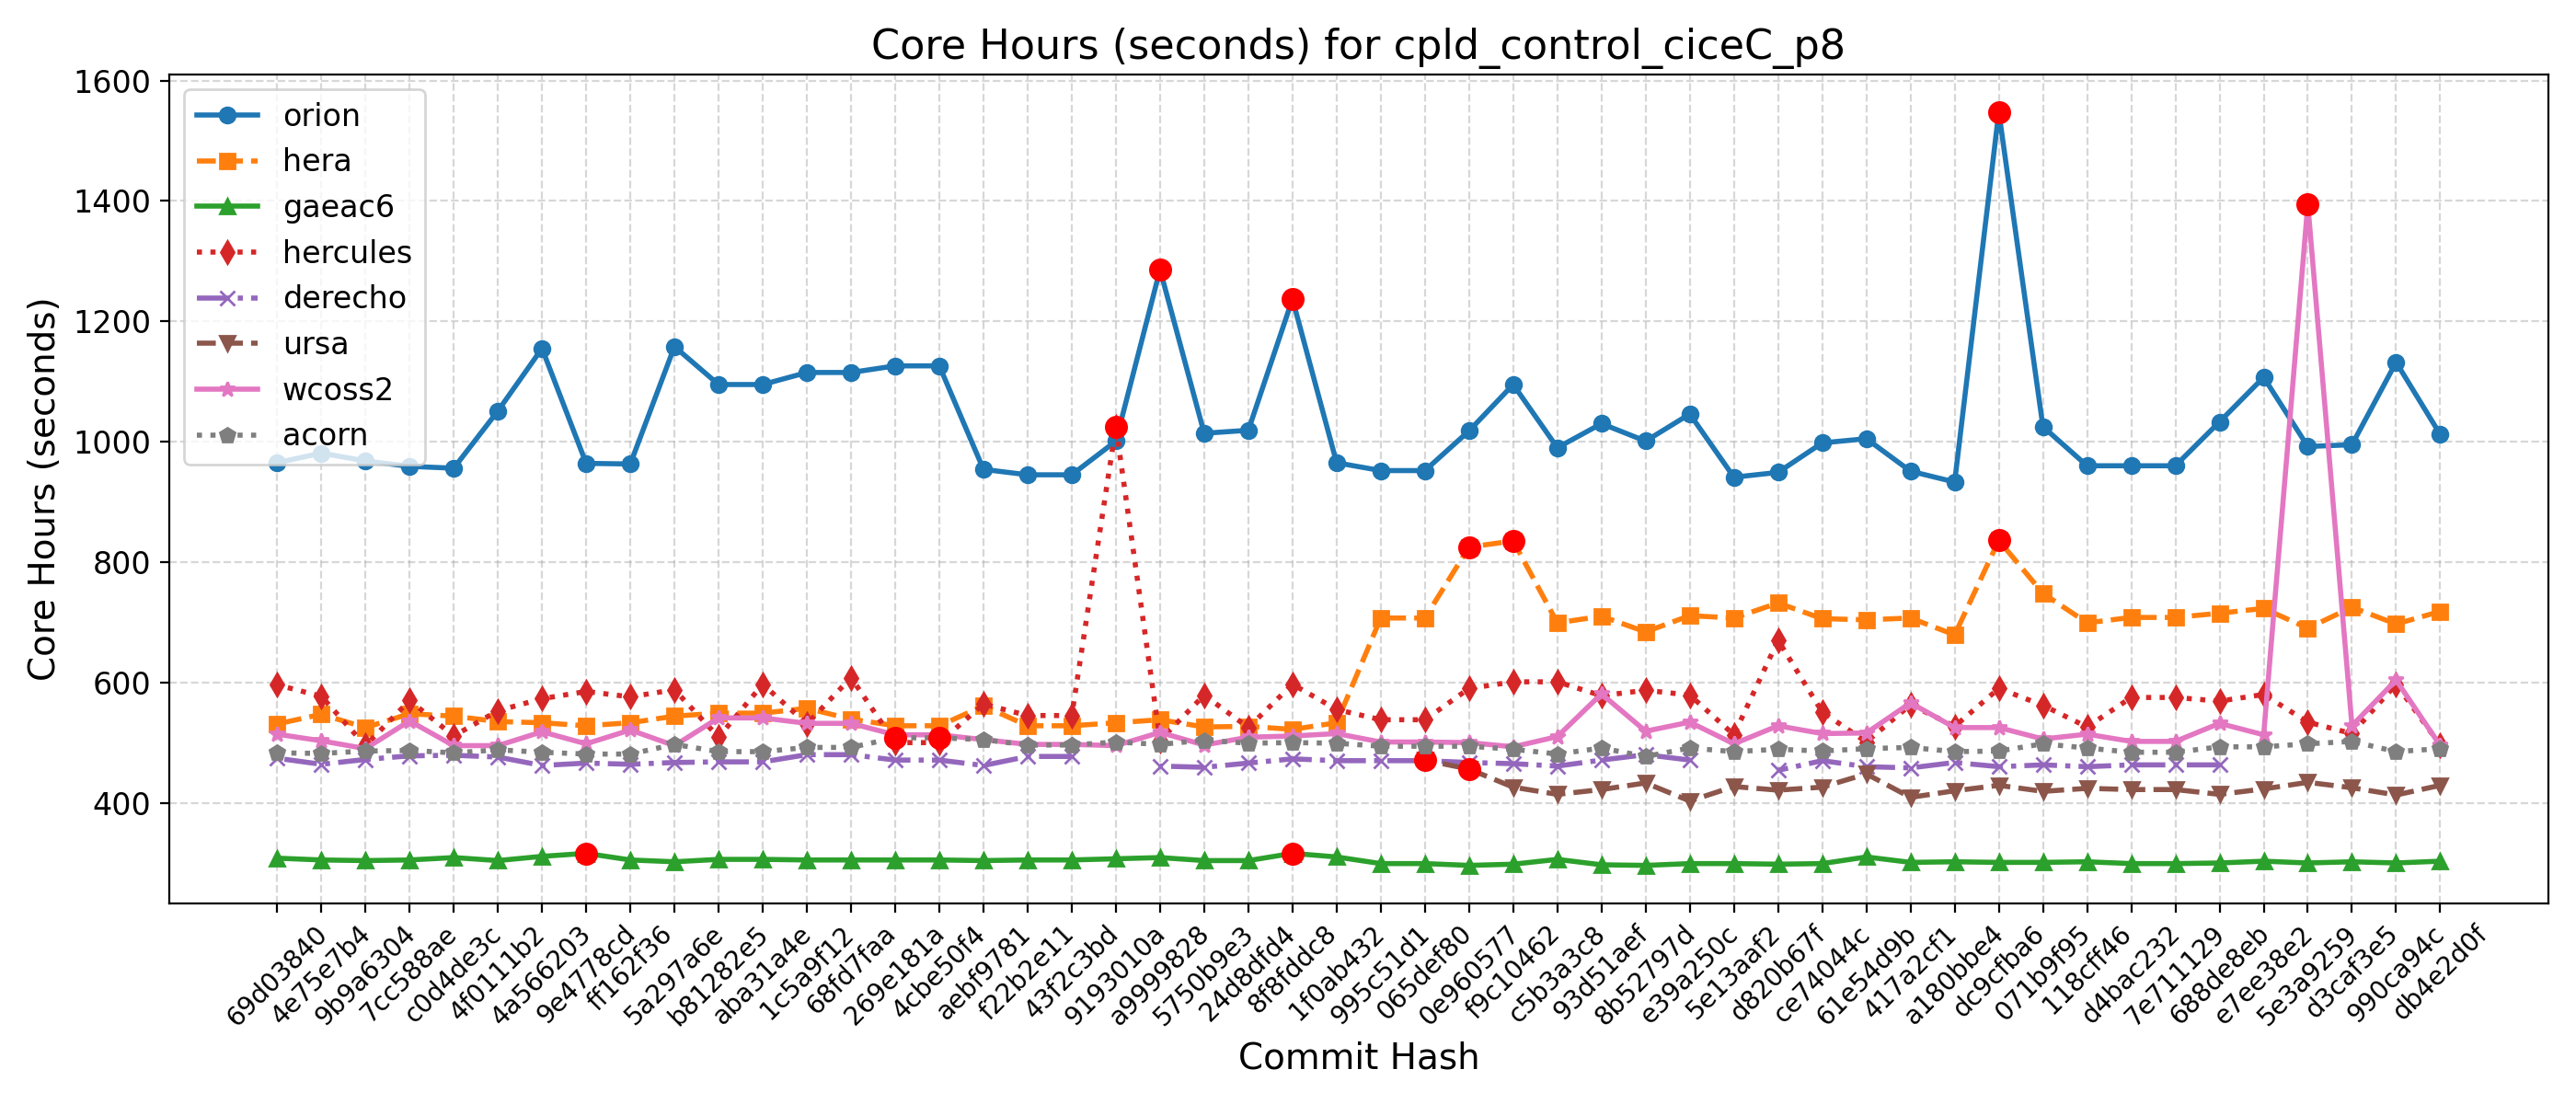 Core Hours (seconds) for cpld_control_ciceC_p8
Core Hours (seconds)
1600
1400
1200
1000
800
600
400
orion
hera
gaeac6
hercules
derecho
ursa
wcoss2
acorn
69d03840
4e75e7b4
9b9a6304
7cc588ae
c0d4de3c
4f0111b2
4a566203
9e4778cd
ff162f36
5a297a6e
b81282e5
aba31a4e
1c5a9f12
68fd7faa
269e181a
4cbe50f4
aebf9781
f22b2e11
43f2c3bd
9193010a
a9999828
5750b9e3
24d8dfd4
8f8fddc8
1f0ab432
995c51d1
065def80
0e960577
f9c10462
c5b3a3c8
93d51aef
8b52797d
e39a250c
5e13aaf2
d820b67f
ce74044c
61e54d9b
417a2cf1
a180bbe4
dc9cfba6
071b9f95
118cff46
d4bac232
7e711129
688de8eb
e7ee38e2
5e3a9259
d3caf3e5
990ca94c
db4e2d0f
Commit Hash